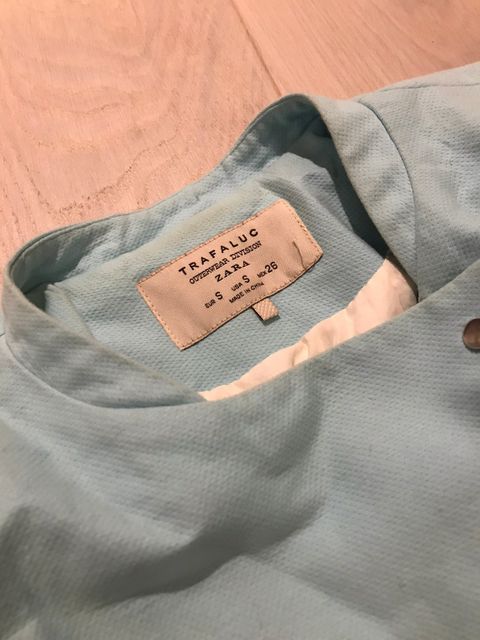 TRAFALUC
OUTERWEAR DIVISION
ZARA
EUR S USA S MEX 26
MADE IN CHINA